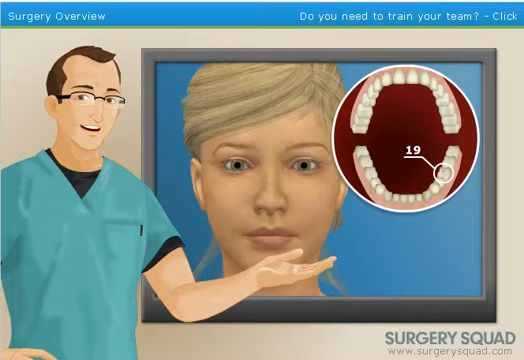 Surgery Overview
Do you need to train your team? – Click
19
SURGERY SQUAD
www.surgerysquad.com